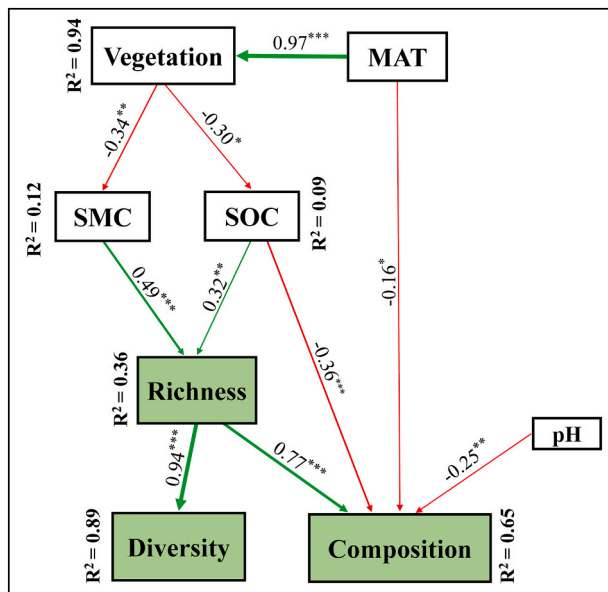 R² = 0.94
Vegetation
0.97***
MAT
-0.34**
-0.30*
R² = 0.12
SMC
SOC
R² = 0.09
0.49***
0.32**
-0.16*
-0.36***
R² = 0.36
Richness
pH
0.94***
0.77***
-0.25**
R² = 0.89
Diversity
Composition
R² = 0.65